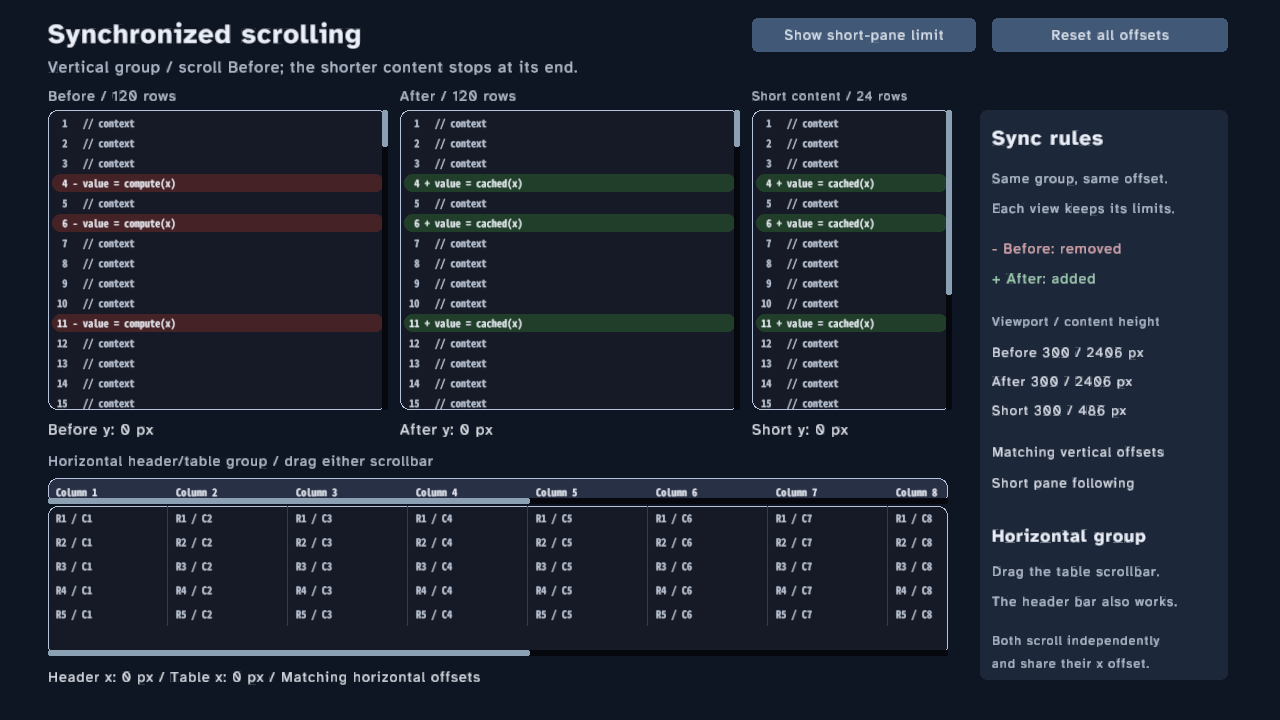 Synchronized scrolling
Show short-pane limit
Reset all offsets
Vertical group / scroll Before; the shorter content stops at its end.
Before / 120 rows
1 // context
2 // context
3 // context
4 - value = compute(x)
5 // context
6 - value = compute(x)
7 // context
8 // context
9 // context
10 // context
11 - value = compute(x)
12 // context
13 // context
14 // context
15 // context
Before y: 0 px
After / 120 rows
1 // context
2 // context
3 // context
4 + value = cached(x)
5 // context
6 + value = cached(x)
7 // context
8 // context
9 // context
10 // context
11 + value = cached(x)
12 // context
13 // context
14 // context
15 // context
After y: 0 px
Short content / 24 rows
1 // context
2 // context
3 // context
4 + value = cached(x)
5 // context
6 + value = cached(x)
7 // context
8 // context
9 // context
10 // context
11 + value = cached(x)
12 // context
13 // context
14 // context
15 // context
Short y: 0 px
Horizontal header/table group / drag either scrollbar
Column 1 Column 2 Column 3 Column 4 Column 5 Column 6 Column 7 Column 8
R1 / C1 R1 / C2 R1 / C3 R1 / C4 R1 / C5 R1 / C6 R1 / C7 R1 / C8
R2 / C1 R2 / C2 R2 / C3 R2 / C4 R2 / C5 R2 / C6 R2 / C7 R2 / C8
R3 / C1 R3 / C2 R3 / C3 R3 / C4 R3 / C5 R3 / C6 R3 / C7 R3 / C8
R4 / C1 R4 / C2 R4 / C3 R4 / C4 R4 / C5 R4 / C6 R4 / C7 R4 / C8
R5 / C1 R5 / C2 R5 / C3 R5 / C4 R5 / C5 R5 / C6 R5 / C7 R5 / C8
Header x: 0 px / Table x: 0 px / Matching horizontal offsets
Sync rules
Same group, same offset.
Each view keeps its limits.
- Before: removed
+ After: added
Viewport / content height
Before 300 / 2406 px
After 300 / 2406 px
Short 300 / 486 px
Matching vertical offsets
Short pane following
Horizontal group
Drag the table scrollbar.
The header bar also works.
Both scroll independently
and share their x offset.